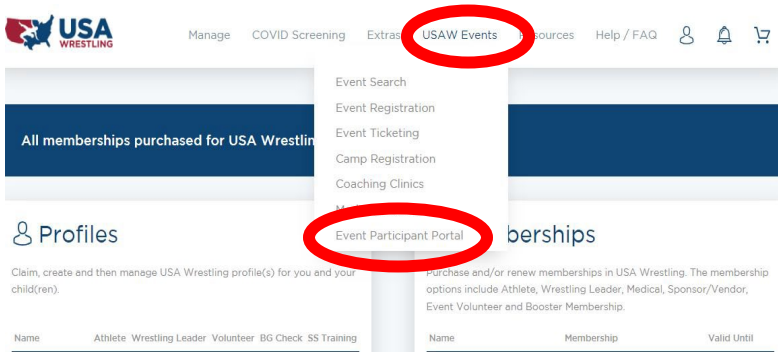 USA
WRESTLING
Manage COVID Screening Extras USAW Events Help / FAQ
Event Search
Event Registration
Event Ticketing
Camp Registration
Coaching Clinics
Event Participant Portal
All memberships purchased for USA
Profiles
Claim, create and then manage USA Wrestling profile(s) for you and your
child(ren).
Name Athlete Wrestling Leader Volunteer BG Check SS Training
Purchase and/or renew memberships in USA Wrestling. The membership
options include Athlete, Wrestling Leader, Medical, Sponsor/Vendor,
Event Volunteer and Booster Membership.
Name Membership Valid Until